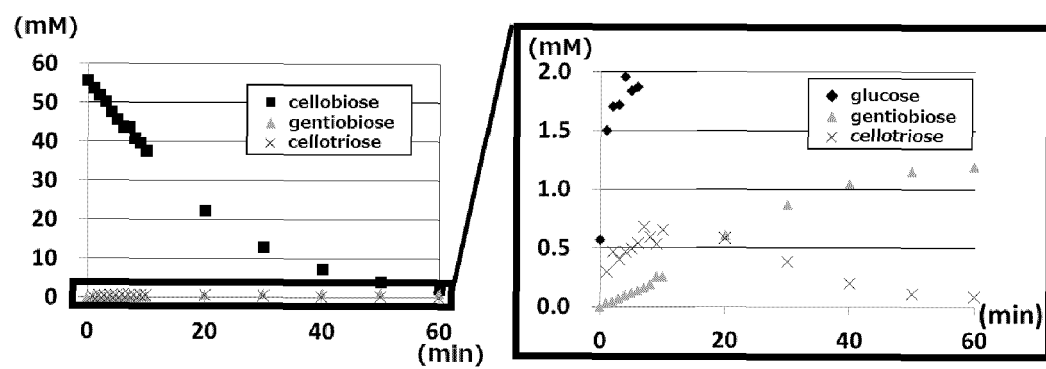 (mM)
60
50
40
30
20
10
0
cellobiose
gentiobiose
cellotriose
0 20 40 60
(min)
(mM)
2.0
1.5
1.0
0.5
0.0
glucose
gentiobiose
cellotriose
0 20 40 60
(min)